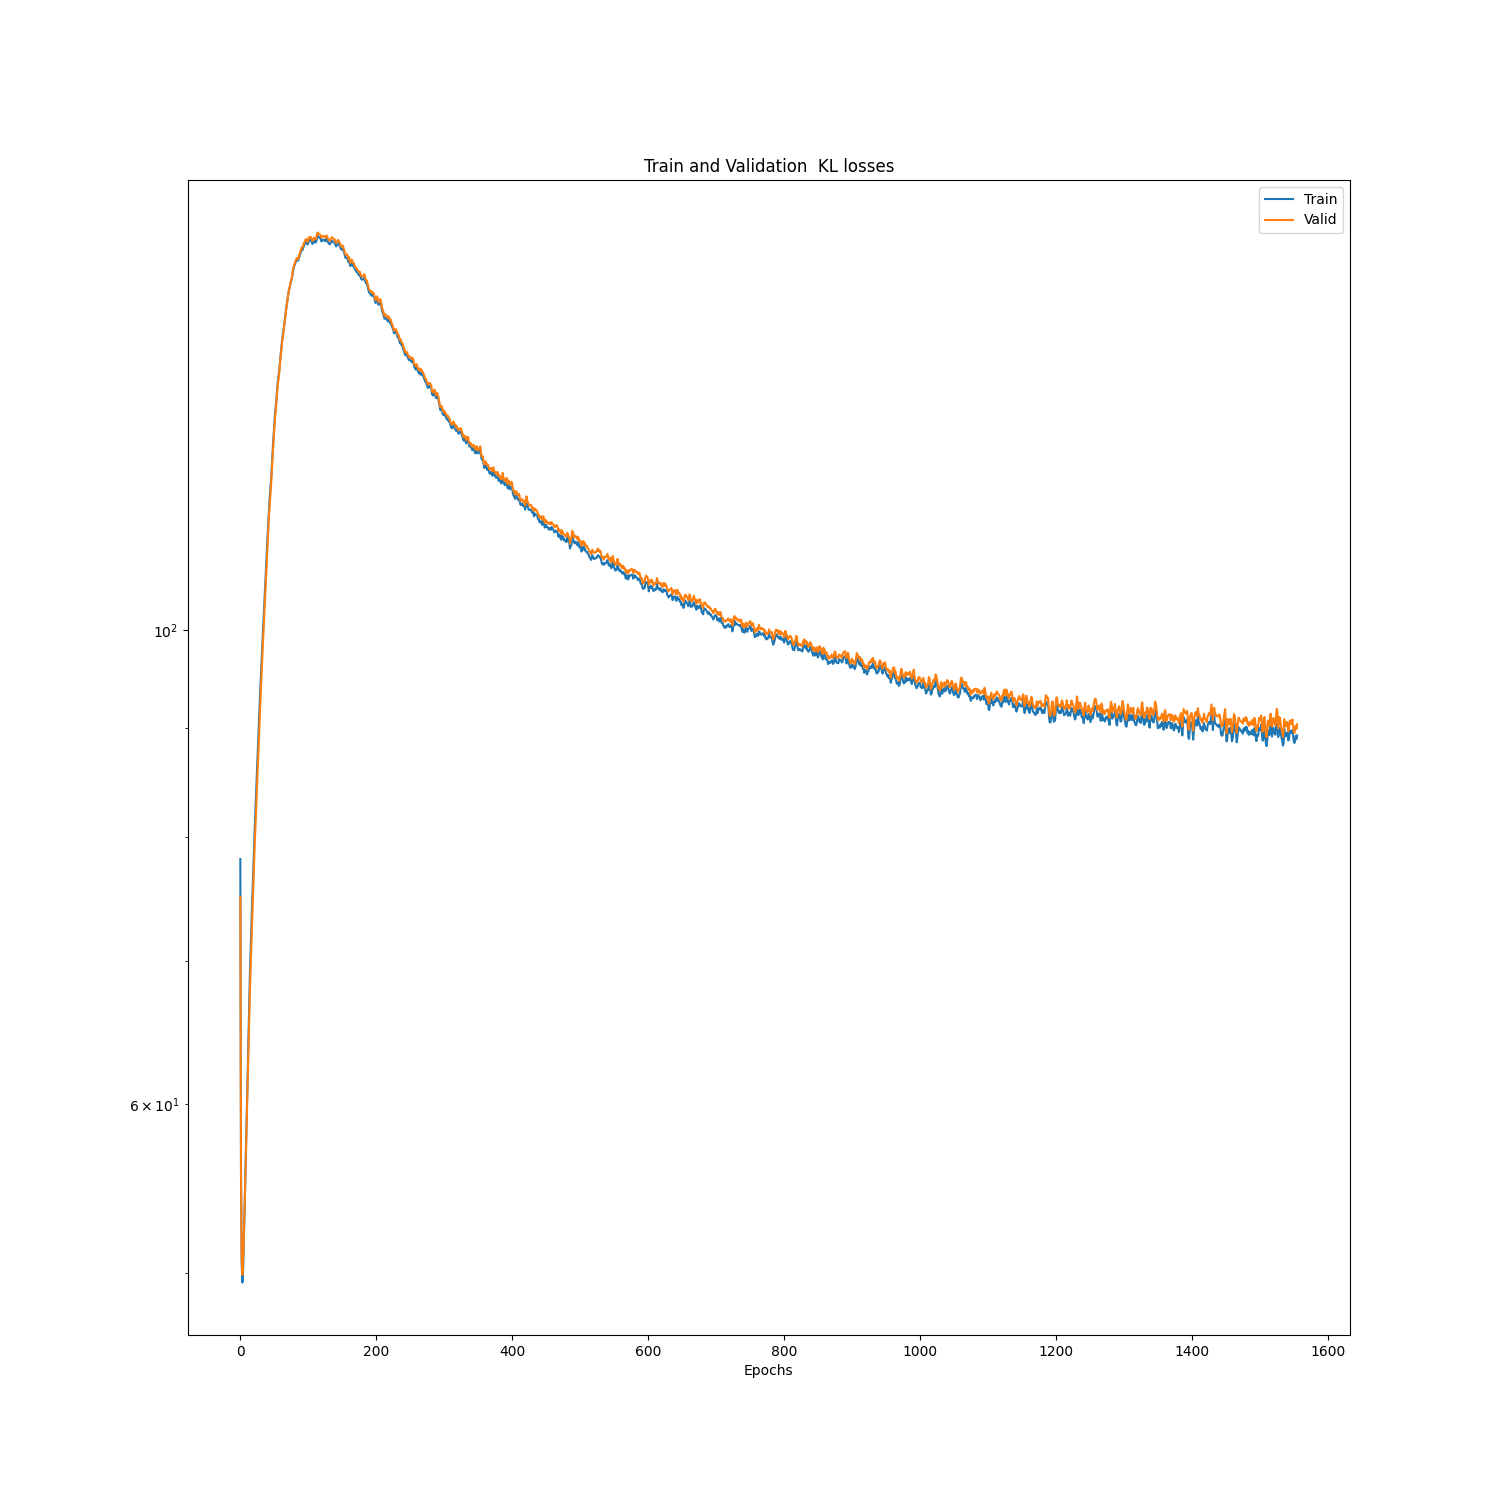 Train and Validation  KL losses
Train
Valid
10²
6 × 10¹
0 200 400 600 800 1000 1200 1400 1600
Epochs